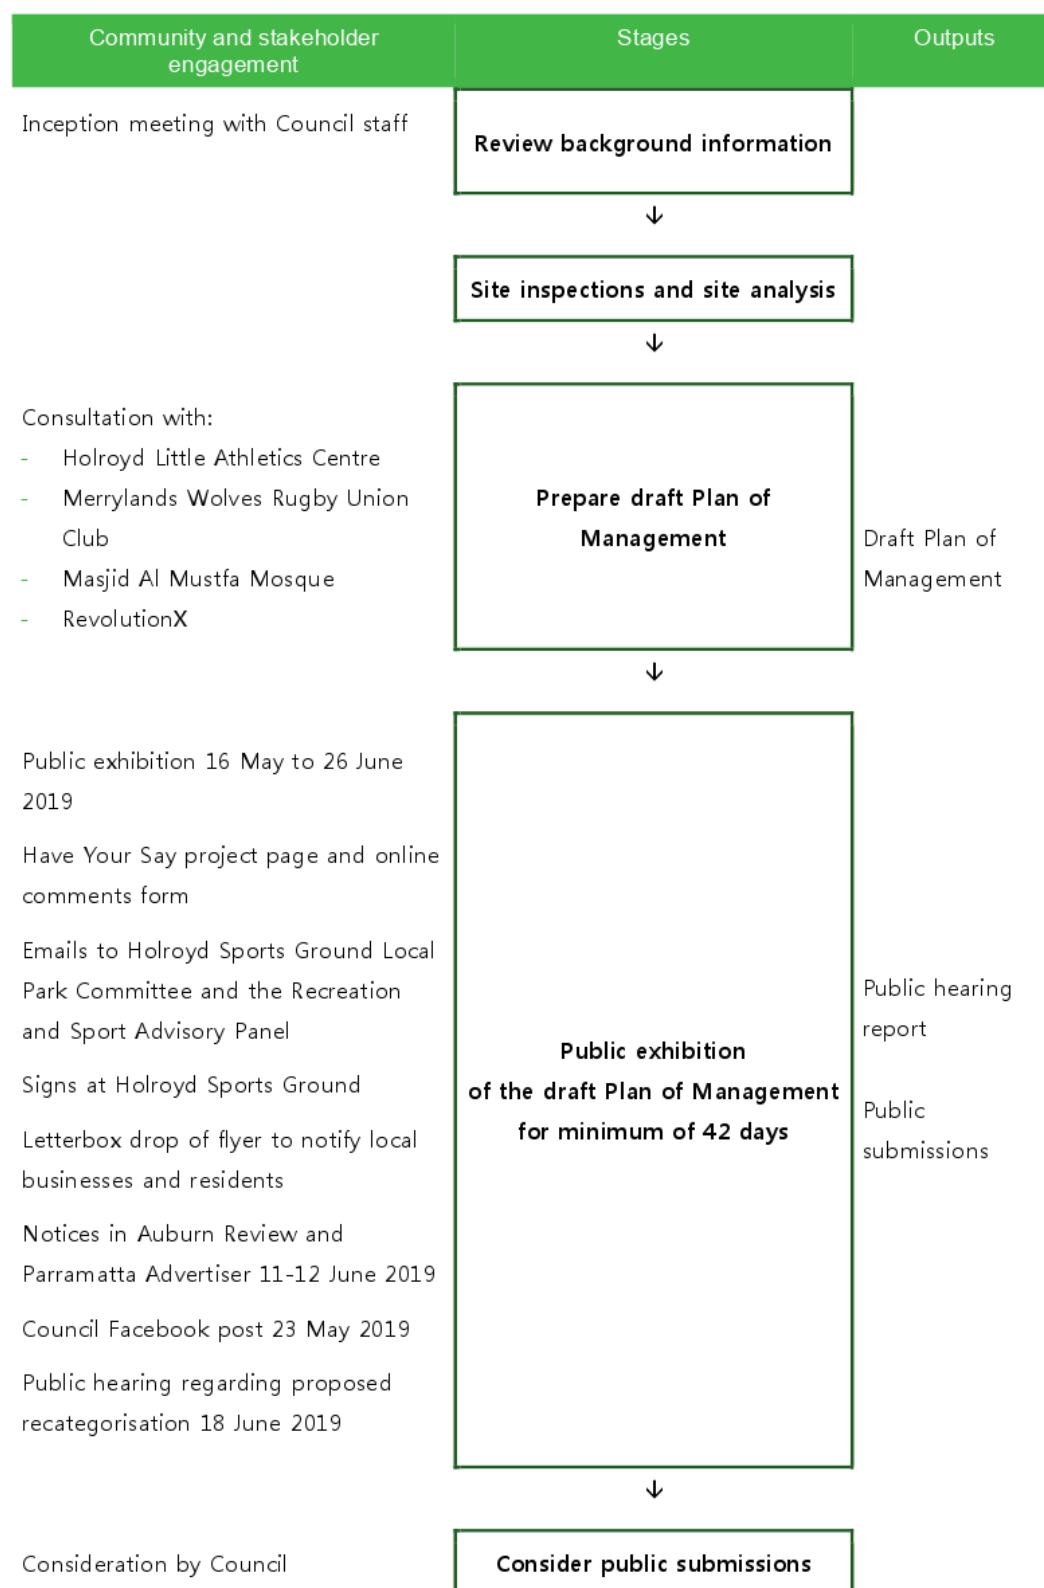 Community and stakeholder
engagement
Stages
Outputs
Inception meeting with Council staff
Review background information
↓
Site inspections and site analysis
↓
Consultation with:
- Holroyd Little Athletics Centre
- Merrylands Wolves Rugby Union
Club
- Masjid Al Mustfa Mosque
- RevolutionX
Prepare draft Plan of
Management
Draft Plan of
Management
↓
Public exhibition 16 May to 26 June
2019
Have Your Say project page and online
comments form
Emails to Holroyd Sports Ground Local
Park Committee and the Recreation
and Sport Advisory Panel
Signs at Holroyd Sports Ground
Letterbox drop of flyer to notify local
businesses and residents
Notices in Auburn Review and
Parramatta Advertiser 11-12 June 2019
Council Facebook post 23 May 2019
Public hearing regarding proposed
recategorisation 18 June 2019
Public exhibition
of the draft Plan of Management
for minimum of 42 days
Public hearing
report
Public
submissions
↓
Consideration by Council
Consider public submissions